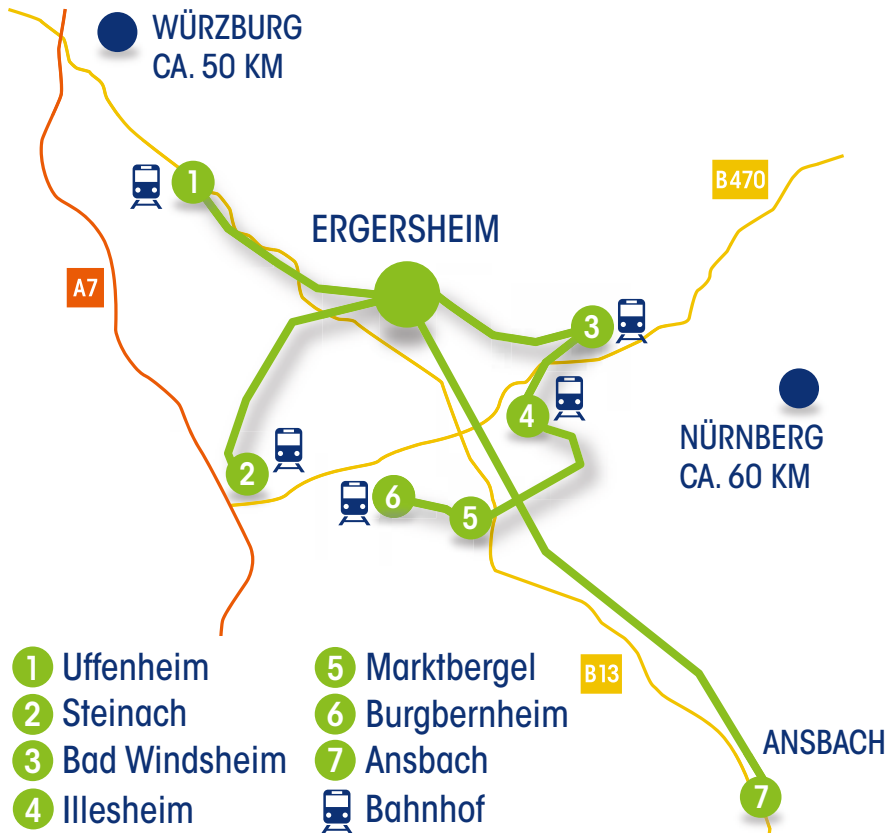 WÜRZBURG
CA. 50 KM
1
B470
ERGERSHEIM
A7
3
4
NÜRNBERG
CA. 60 KM
2
6
5
B13
ANSBACH
7
1 Uffenheim
2 Steinach
3 Bad Windsheim
4 Illesheim
5 Marktbergel
6 Burgbernheim
7 Ansbach
Bahnhof